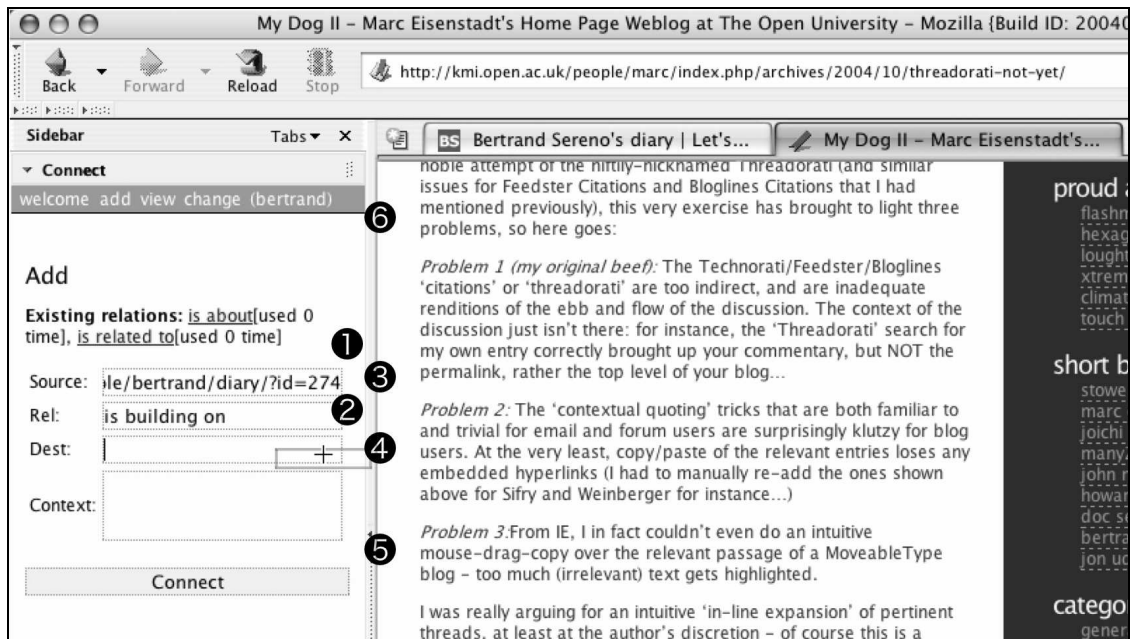 My Dog II – Marc Eisenstadt's Home Page Weblog at The Open University – Mozilla {Build ID: 20040
Back Forward Reload Stop
http://kmi.open.ac.uk/people/marc/index.php/archives/2004/10/threadorati-not-yet/
Sidebar Tabs
Connect
welcome add view change (bertrand)
Add
Existing relations: is about[used 0
time], is related to[used 0 time]
1
Source: le/bertrand/diary/?id=274
3
Rel: is building on
2
Dest:
4
Context:
5
Connect
6
BS Bertrand Sereno's diary | Let's...
My Dog II – Marc Eisenstadt's...
noble attempt of the niftily-nicknamed Threadorati (and similar
issues for Feedster Citations and Bloglines Citations that I had
mentioned previously), this very exercise has brought to light three
problems, so here goes:
Problem 1 (my original beef): The Technorati/Feedster/Bloglines
'citations' or 'threadorati' are too indirect, and are inadequate
renditions of the ebb and flow of the discussion. The context of the
discussion just isn't there: for instance, the 'Threadorati' search for
my own entry correctly brought up your commentary, but NOT the
permalink, rather the top level of your blog...
Problem 2: The 'contextual quoting' tricks that are both familiar to
and trivial for email and forum users are surprisingly klutzy for blog
users. At the very least, copy/paste of the relevant entries loses any
embedded hyperlinks (I had to manually re-add the ones shown
above for Sifry and Weinberger for instance...)
Problem 3:From IE, I in fact couldn't even do an intuitive
mouse-drag-copy over the relevant passage of a MoveableType
blog – too much (irrelevant) text gets highlighted.
I was really arguing for an intuitive 'in-line expansion' of pertinent
threads, at least at the author's discretion – of course this is a
proud a
flashm
hexag
lought
xtrem
climat
touch
short b
stowe
marc
joichi
many
john r
howar
doc se
bertra
jon ud
catego
gener